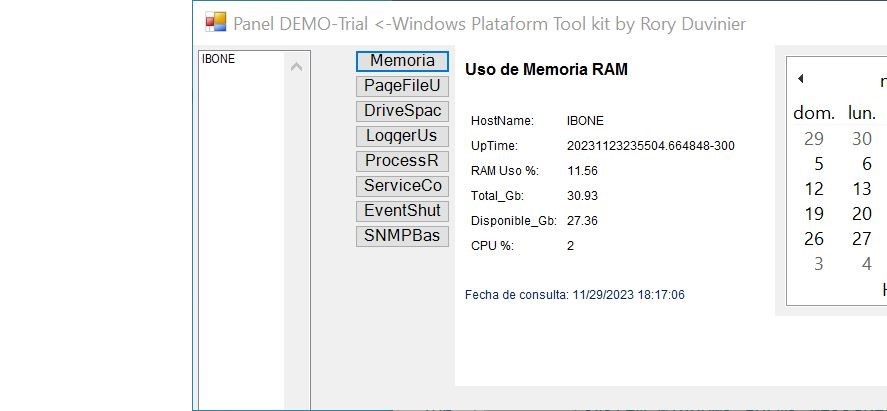 Panel DEMO-Trial <-Windows Plataform Tool kit by Rory Duvinier
IBONE
Memoria
PageFileU
DriveSpac
LoggerUs
ProcessR
ServiceCo
EventShut
SNMPBas
Uso de Memoria RAM
HostName: IBONE
UpTime: 20231123235504.664848-300
RAM Uso %: 11.56
Total_Gb: 30.93
Disponible_Gb: 27.36
CPU %: 2
Fecha de consulta: 11/29/2023 18:17:06
dom. lun.
29 30
5 6
12 13
19 20
26 27
3 4